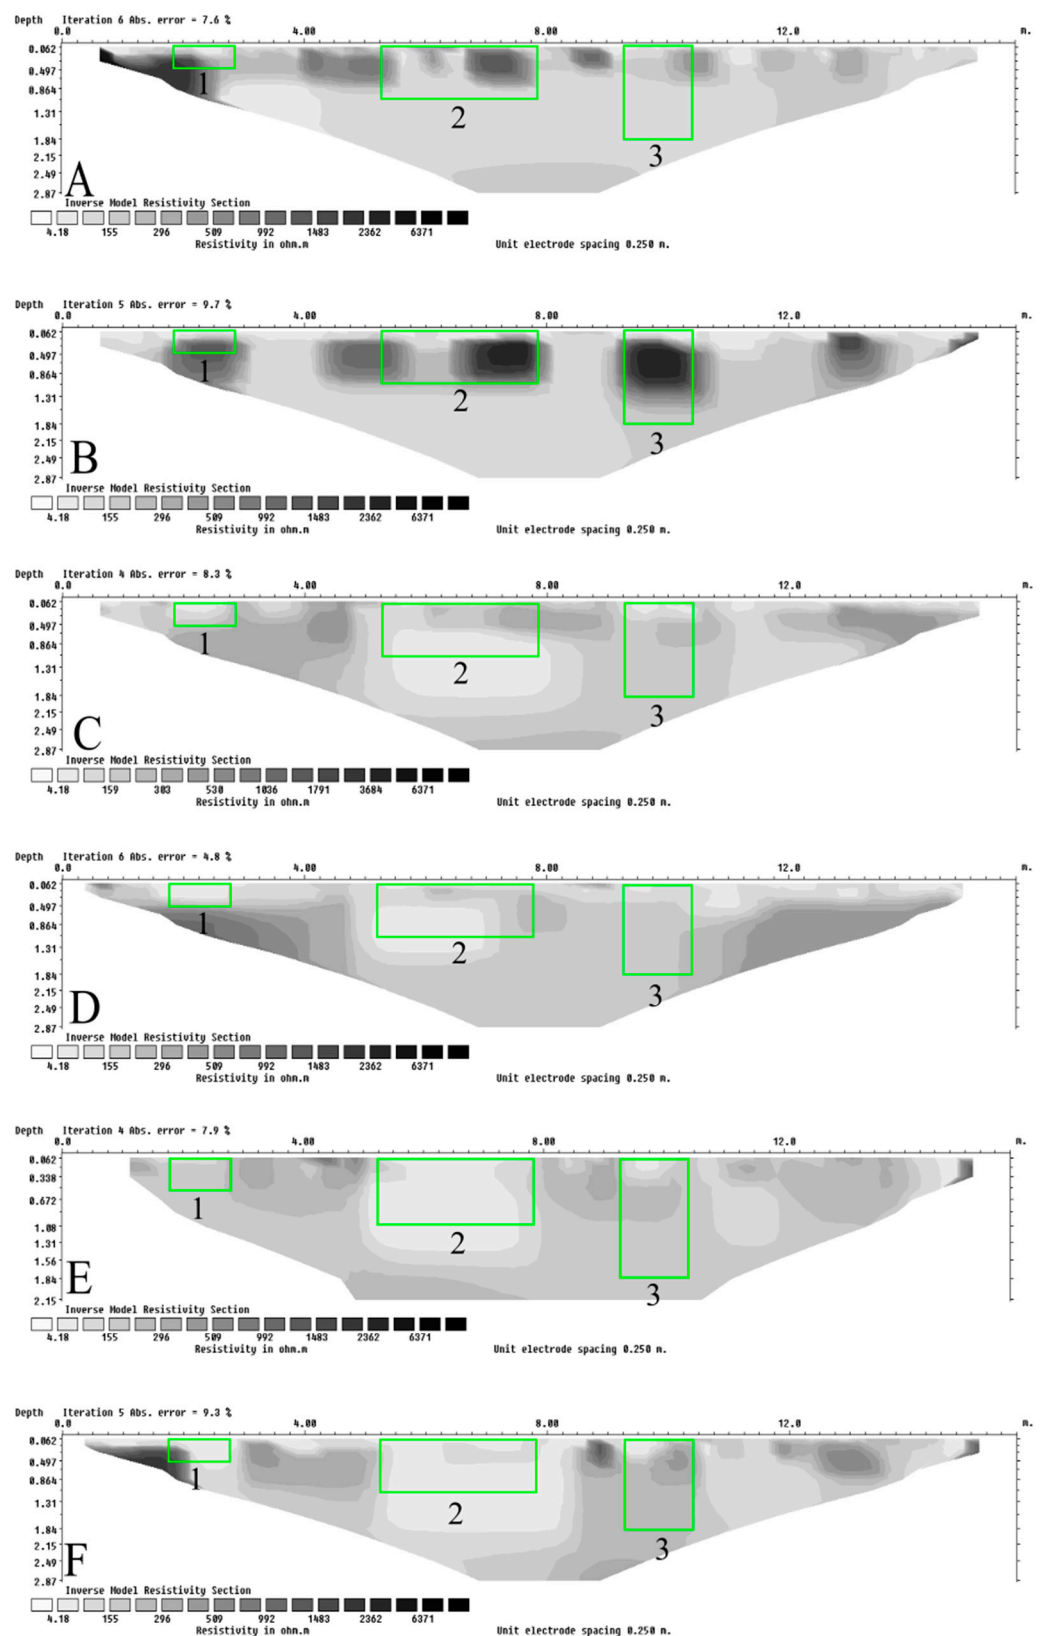 Depth Iteration 6 Abs. error = 7.6 %
0.0 4.00 8.00 12.0 m.
0.062
0.497
0.864
1.31
1.84
2.15
2.49
2.87
1
2
3
A
Inverse Model Resistivity Section
4.18 155 296 509 992 1483 2362 6371
Resistivity in ohm.m
Unit electrode spacing 0.250 m.
Depth Iteration 5 Abs. error = 9.7 %
0.0 4.00 8.00 12.0 m.
0.062
0.497
0.864
1.31
1.84
2.15
2.49
2.87
1
2
3
B
Inverse Model Resistivity Section
4.18 155 296 509 992 1483 2362 6371
Resistivity in ohm.m
Unit electrode spacing 0.250 m.
Depth Iteration 4 Abs. error = 8.3 %
0.0 4.00 8.00 12.0 m.
0.062
0.497
0.864
1.31
1.84
2.15
2.49
2.87
1
2
3
C
Inverse Model Resistivity Section
4.18 159 303 530 1036 1791 3684 6371
Resistivity in ohm.m
Unit electrode spacing 0.250 m.
Depth Iteration 6 Abs. error = 4.8 %
0.0 4.00 8.00 12.0 m.
0.062
0.497
0.864
1.31
1.84
2.15
2.49
2.87
1
2
3
D
Inverse Model Resistivity Section
4.18 155 296 509 992 1483 2362 6371
Resistivity in ohm.m
Unit electrode spacing 0.250 m.
Depth Iteration 4 Abs. error = 7.9 %
0.0 4.00 8.00 12.0 m.
0.062
0.338
0.672
1.08
1.31
1.56
1.84
2.15
1
2
3
E
Inverse Model Resistivity Section
4.18 155 296 509 992 1483 2362 6371
Resistivity in ohm.m
Unit electrode spacing 0.250 m.
Depth Iteration 5 Abs. error = 9.3 %
0.0 4.00 8.00 12.0 m.
0.062
0.497
0.864
1.31
1.84
2.15
2.49
2.87
1
2
3
F
Inverse Model Resistivity Section
4.18 155 296 509 992 1483 2362 6371
Resistivity in ohm.m
Unit electrode spacing 0.250 m.